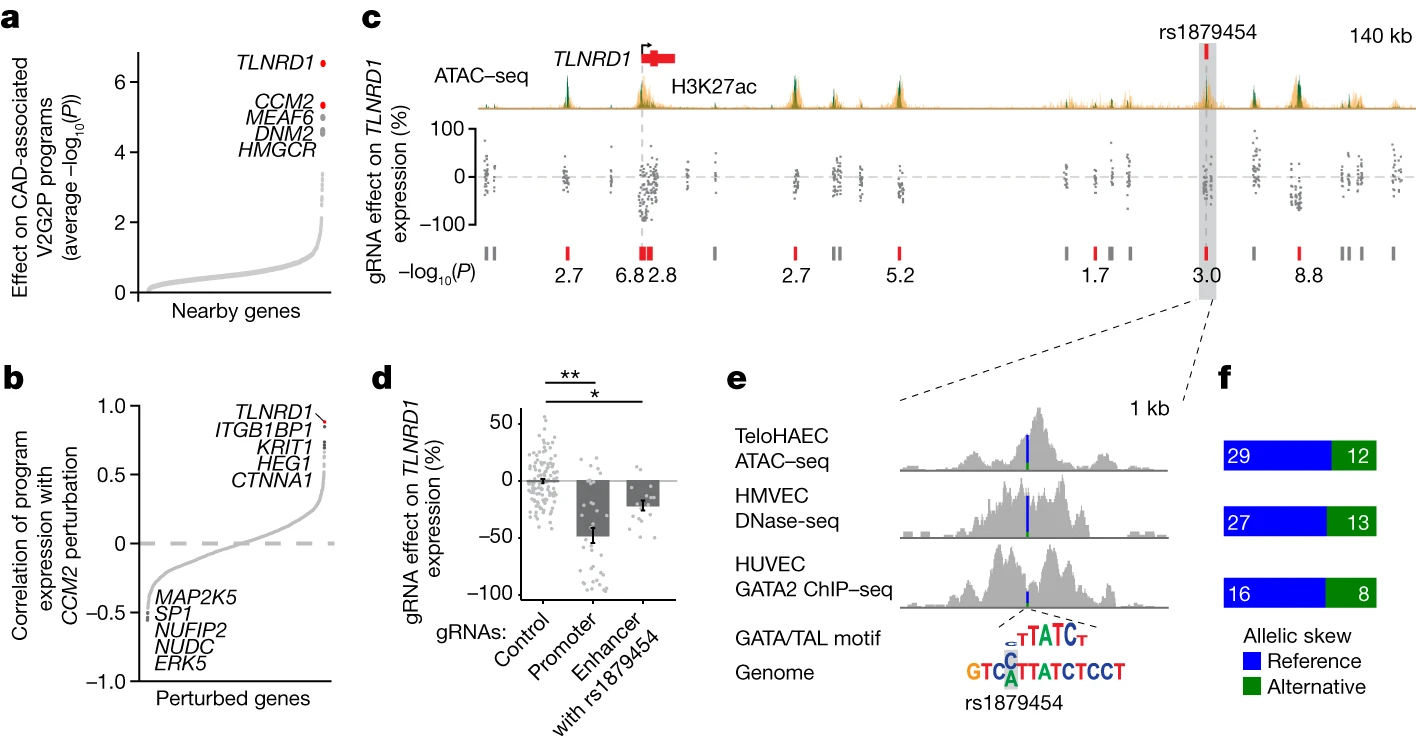 a
Effect on CAD-associated
V2G2P programs
(average –log10(P))
6
4
2
0
TLNRD1
CCM2
MEAF6
DNM2
HMGCR
Nearby genes
b
Correlation of program
expression with
CCM2 perturbation
1.0
0.5
0
–0.5
–1.0
TLNRD1
ITGB1BP1
KRIT1
HEG1
CTNNA1
MAP2K5
SP1
NUFIP2
NUDC
ERK5
Perturbed genes
c
rs1879454
140 kb
TLNRD1
ATAC–seq
H3K27ac
gRNA effect on TLNRD1
expression (%)
100
0
–100
–log10(P)
2.7
6.8
2.8
2.7
5.2
1.7
3.0
8.8
d
gRNA effect on TLNRD1
expression (%)
**
*
50
0
–50
–100
gRNAs:
Control
Promoter
Enhancer
with rs1879454
e
1 kb
TeloHAEC
ATAC–seq
HMVEC
DNase-seq
HUVEC
GATA2 ChIP–seq
GATA/TAL motif
CTTATCT
Genome
C
GTC TTATCTCCT
A
rs1879454
f
29 12
27 13
16 8
Allelic skew
Reference
Alternative